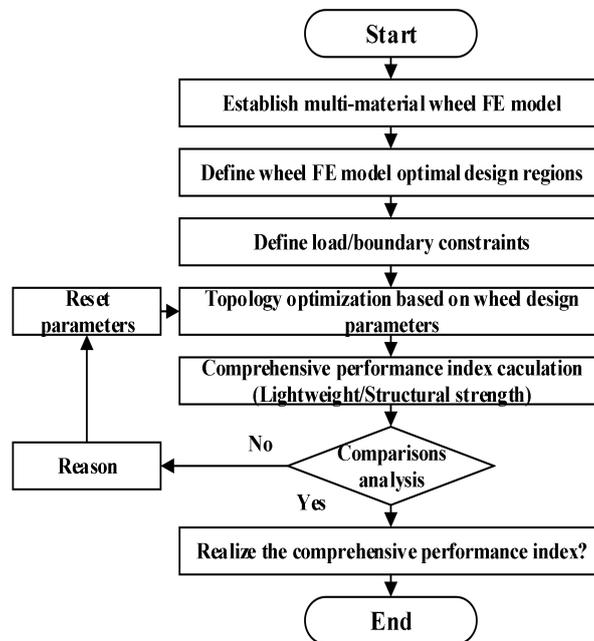 Start
Establish multi-material wheel FE model
Define wheel FE model optimal design regions
Define load/boundary constraints
Reset
parameters
Topology optimization based on wheel design
parameters
Comprehensive performance index caculation
(Lightweight/Structural strength)
No
Reason
Comparisons
analysis
Yes
Realize the comprehensive performance index?
End